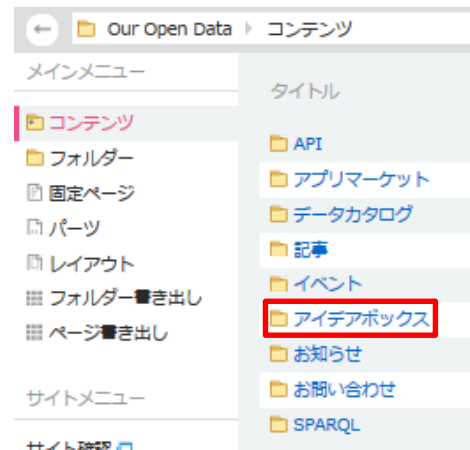 Our Open Data コンテンツ
メインメニュー
コンテンツ
フォルダー
固定ページ
パーツ
レイアウト
フォルダー書き出し
ページ書き出し
サイトメニュー
サイト確認
タイトル
API
アプリマーケット
データカタログ
記事
イベント
アイデアボックス
お知らせ
お問い合わせ
SPARQL